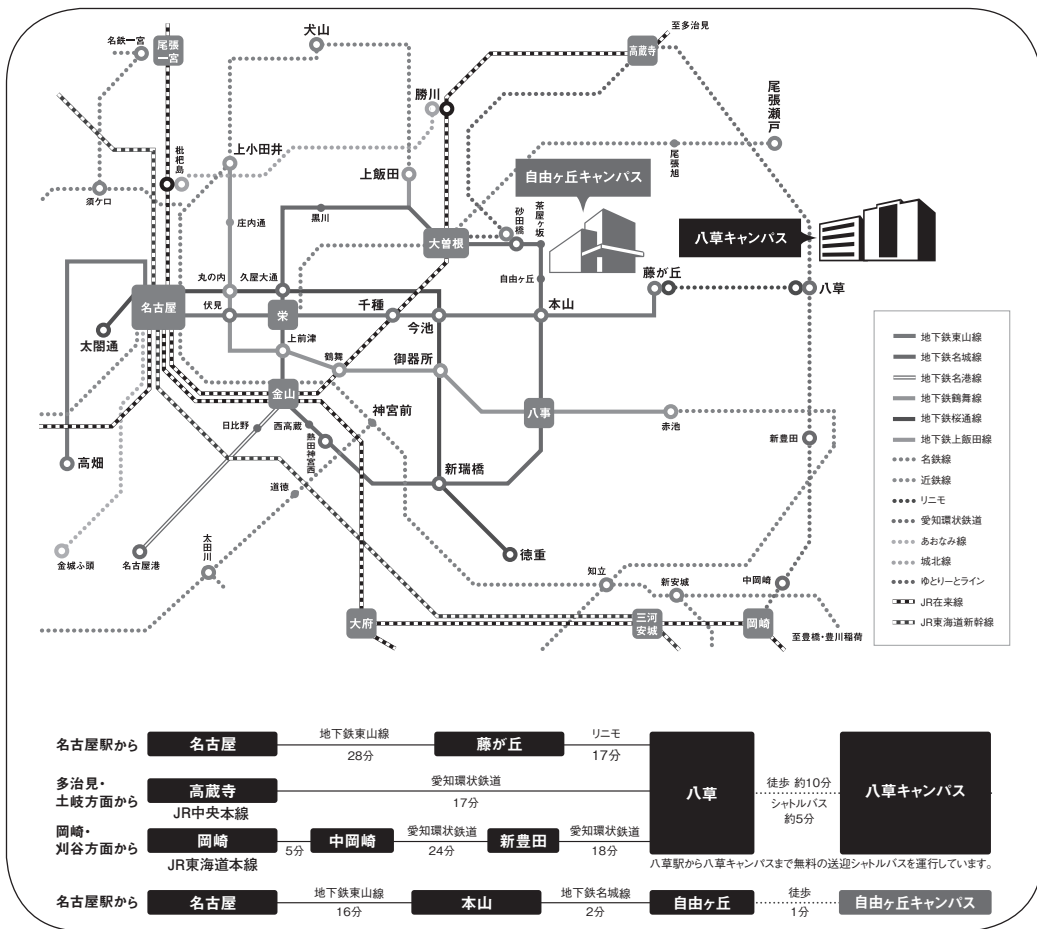 至多治見
名鉄一宮
尾張
一宮
犬山
高蔵寺
勝川
尾張瀬戸
枇杷島
上小田井
上飯田
尾張旭
自由ヶ丘キャンパス
須ケ口
庄内通
黒川
大曽根
砂田橋
茶屋ヶ坂
八草キャンパス
自由ヶ丘
藤が丘
八草
丸の内
久屋大通
名古屋
伏見
栄
千種
今池
本山
太閤通
上前津
鶴舞
御器所
金山
神宮前
八事
赤池
日比野
西高蔵
熱田神宮西
新豊田
高畑
新瑞橋
道徳
太田川
金城ふ頭
名古屋港
徳重
知立
新安城
中岡崎
大府
三河
安城
岡崎
至豊橋・豊川稲荷
地下鉄東山線
地下鉄名城線
地下鉄名港線
地下鉄鶴舞線
地下鉄桜通線
地下鉄上飯田線
名鉄線
近鉄線
リニモ
愛知環状鉄道
あおなみ線
城北線
ゆとりーとライン
JR在来線
JR東海道新幹線
名古屋駅から 名古屋 地下鉄東山線 28分 藤が丘 リニモ 17分
多治見・
土岐方面から 高蔵寺 愛知環状鉄道 17分
JR中央本線
八草 徒歩 約10分 八草キャンパス
シャトルバス
約5分
岡崎・
刈谷方面から 岡崎 5分 中岡崎 愛知環状鉄道 24分 新豊田 愛知環状鉄道 18分
JR東海道本線
八草駅から八草キャンパスまで無料の送迎シャトルバスを運行しています。
名古屋駅から 名古屋 地下鉄東山線 16分 本山 地下鉄名城線 2分 自由ヶ丘 徒歩 1分 自由ヶ丘キャンパス